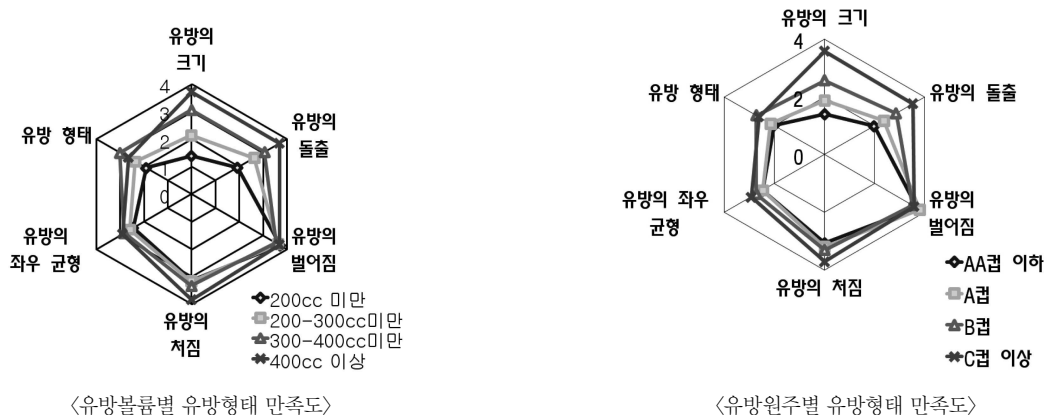 유방의
크기
4
3
2
1
0
유방 형태
유방의
돌출
유방의
좌우 균형
유방의
벌어짐
유방의
처짐
200cc 미만
200-300cc미만
300-400cc미만
400cc 이상
〈유방볼륨별 유방형태 만족도〉
유방의 크기
4
2
0
유방 형태
유방의 돌출
유방의 좌우
균형
유방의
벌어짐
유방의 처짐
AA컵 이하
A컵
B컵
C컵 이상
〈유방원주별 유방형태 만족도〉